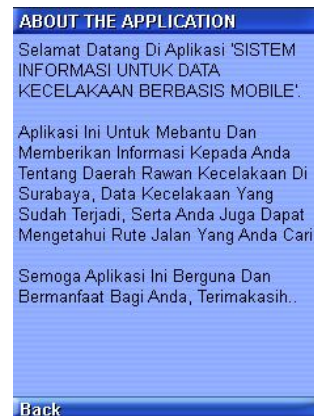 ABOUT THE APPLICATION
Selamat Datang Di Aplikasi 'SISTEM
INFORMASI UNTUK DATA
KECELAKAAN BERBASIS MOBILE'.
Aplikasi Ini Untuk Mebantu Dan
Memberikan Informasi Kepada Anda
Tentang Daerah Rawan Kecelakaan Di
Surabaya, Data Kecelakaan Yang
Sudah Terjadi, Serta Anda Juga Dapat
Mengetahui Rute Jalan Yang Anda Cari
Semoga Aplikasi Ini Berguna Dan
Bermanfaat Bagi Anda, Terimakasih..
Back